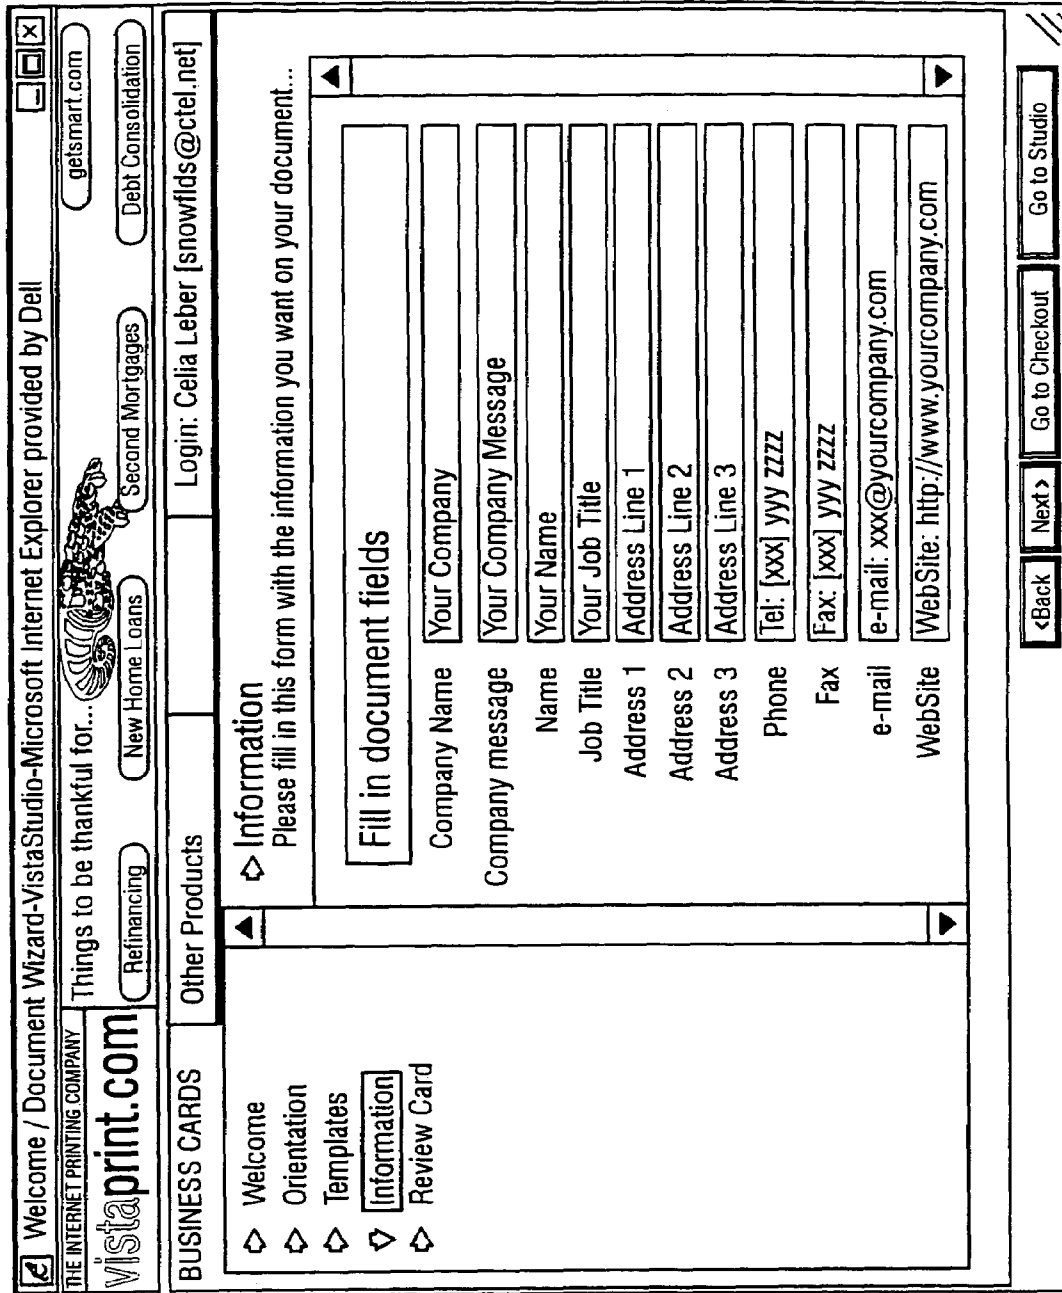 Welcome / Document Wizard-VistaStudio-Microsoft Internet Explorer provided by Dell
THE INTERNET PRINTING COMPANY
vistaprint.com
Things to be thankful for...
getsmart.com
Refinancing
New Home Loans
Second Mortgages
Debt Consolidation
BUSINESS CARDS
Other Products
Login: Celia Leber [snowflds@ctel.net]
Welcome
Orientation
Templates
Information
Review Card
Information
Please fill in this form with the information you want on your document...
Fill in document fields
Company Name Your Company
Company message Your Company Message
Name Your Name
Job Title Your Job Title
Address 1 Address Line 1
Address 2 Address Line 2
Address 3 Address Line 3
Phone Tel: [xxx] yyy zzzz
Fax Fax: [xxx] yyy zzzz
e-mail e-mail: xxx@yourcompany.com
WebSite WebSite: http://www.yourcompany.com
<Back
Next>
Go to Checkout
Go to Studio